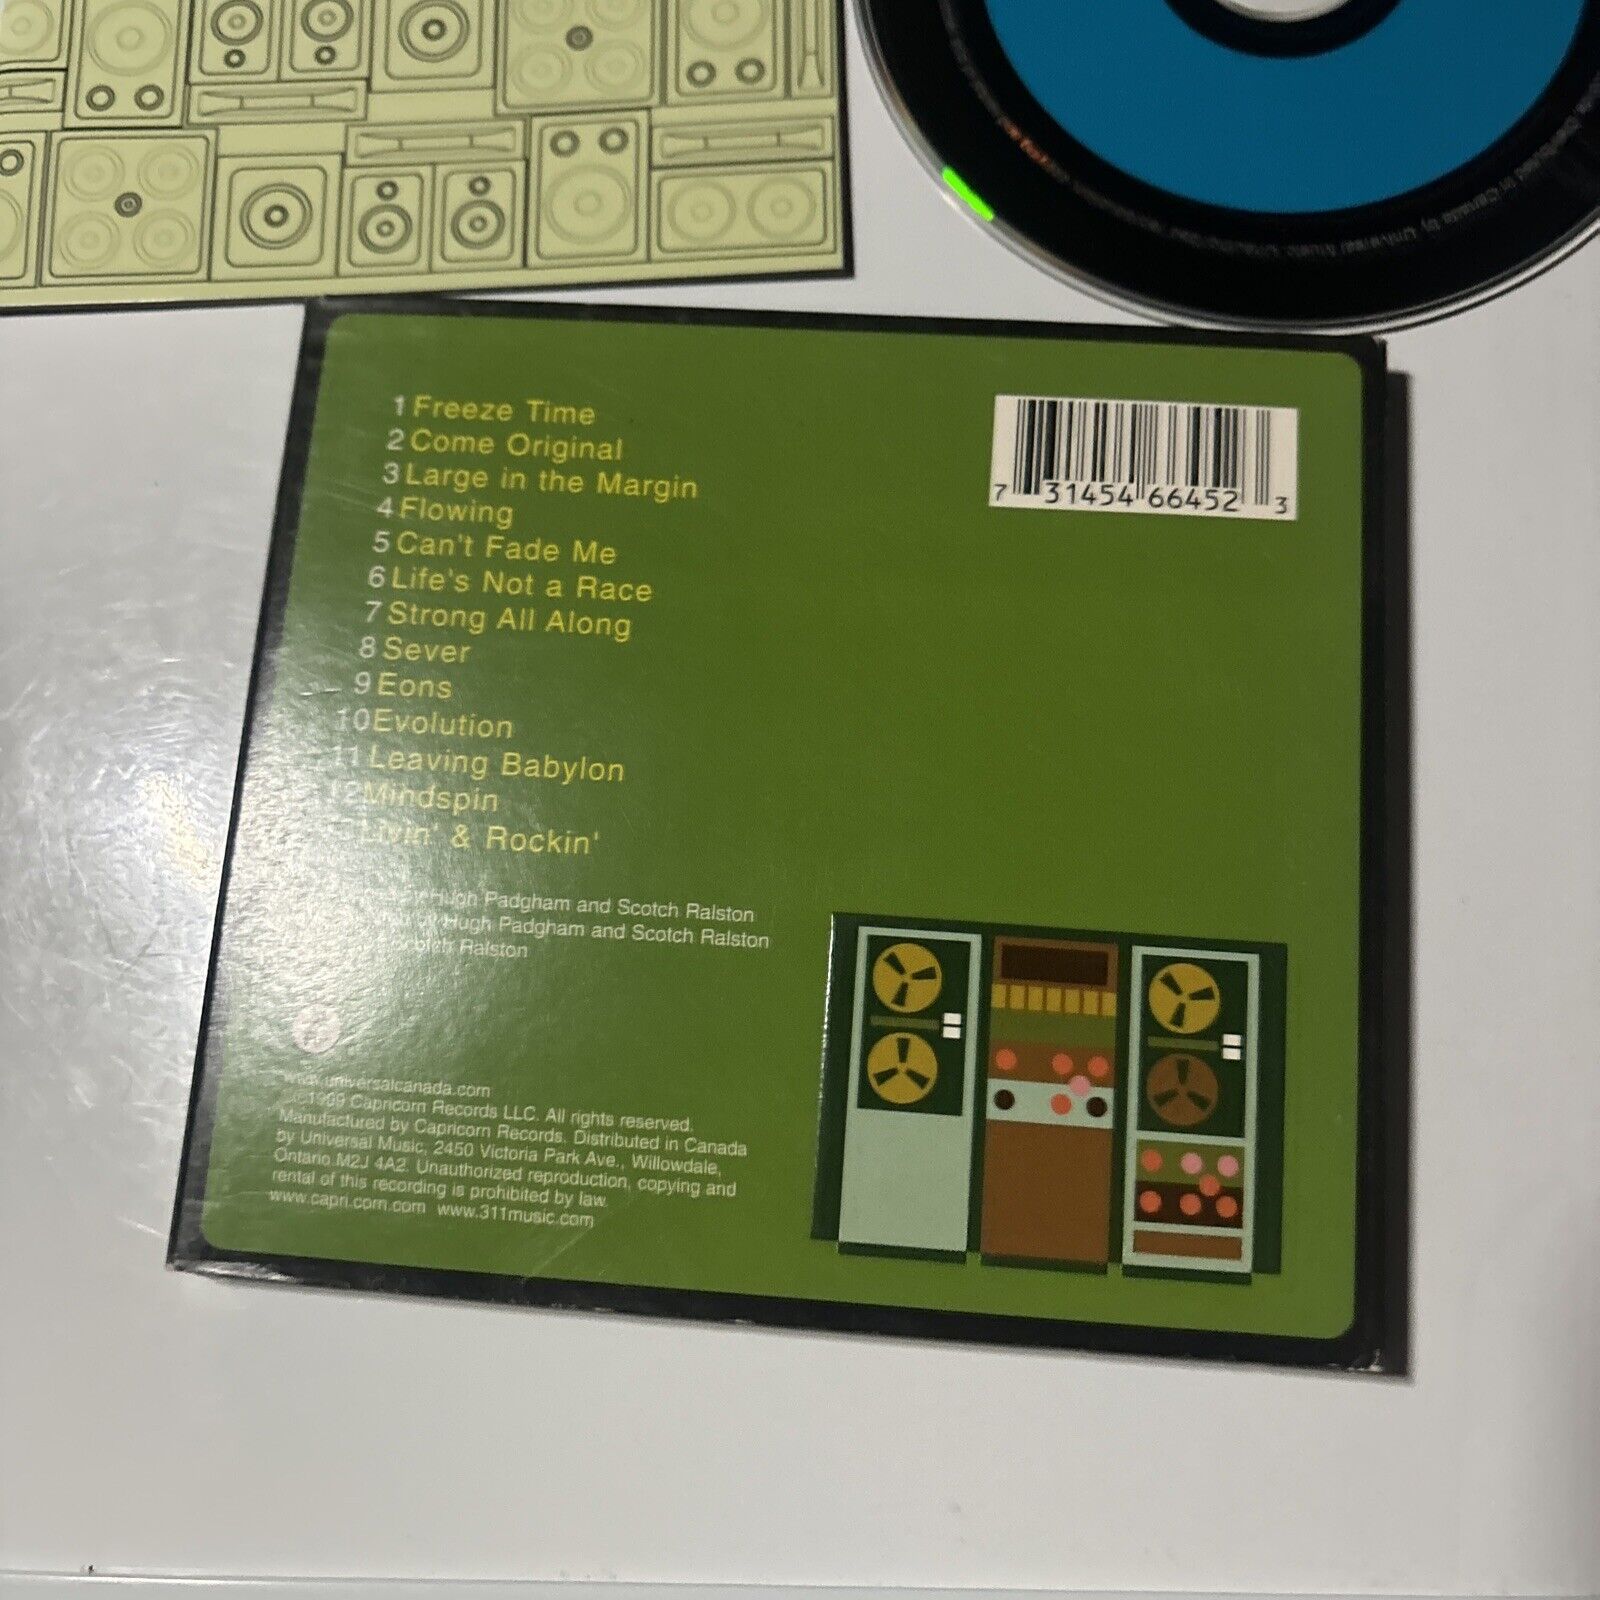 1 Freeze Time
2 Come Original
3 Large in the Margin
4 Flowing
5 Can't Fade Me
6 Life's Not a Race
7 Strong All Along
8 Sever
9 Eons
10 Evolution
11 Leaving Babylon
12 Mindspin
Livin' & Rockin'
7 31454 66452 3
Hugh Padgham and Scotch Ralston
by Hugh Padgham and Scotch Ralston
Scotch Ralston
www.universalcanada.com
℗©1999 Capricorn Records LLC. All rights reserved.
Manufactured by Capricorn Records. Distributed in Canada
by Universal Music, 2450 Victoria Park Ave., Willowdale,
Ontario M2J 4A2. Unauthorized reproduction, copying and
rental of this recording is prohibited by law.
www.capri.corn.com www.311music.com